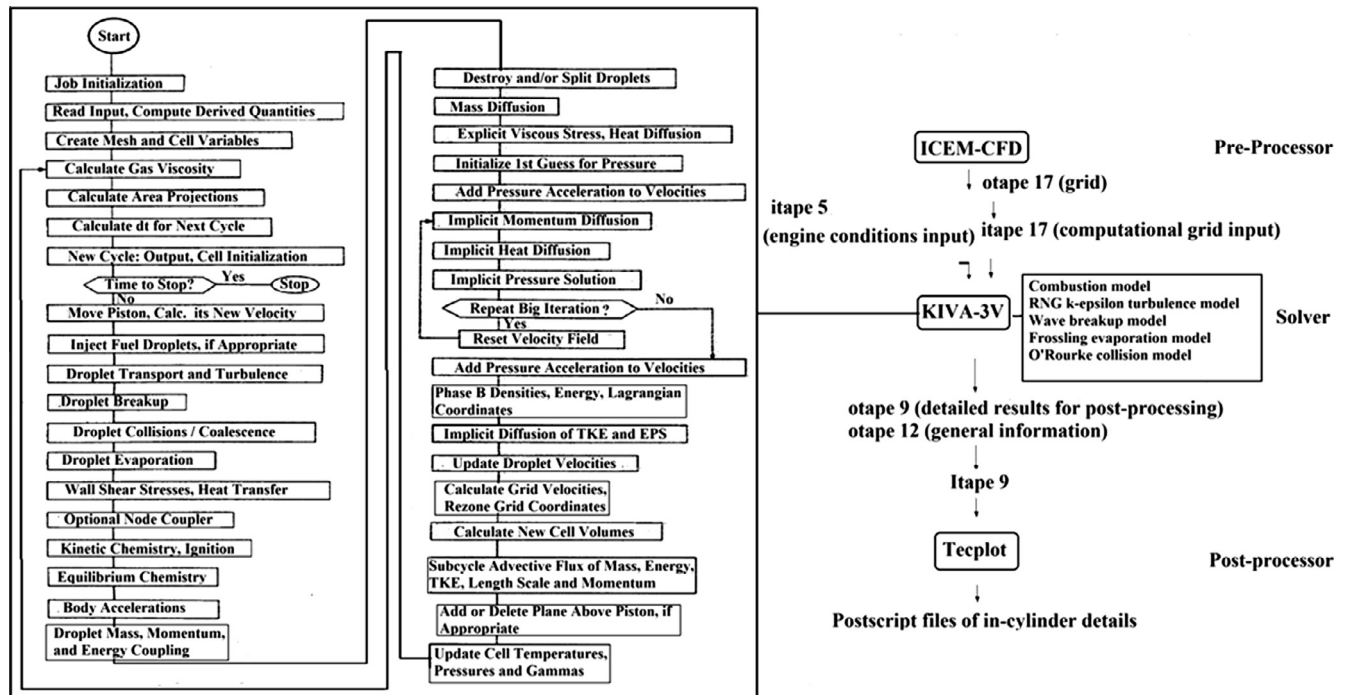 Start
Job Initialization
Read Input, Compute Derived Quantities
Create Mesh and Cell Variables
Calculate Gas Viscosity
Calculate Area Projections
Calculate dt for Next Cycle
New Cycle: Output, Cell Initialization
Time to Stop?
Yes
Stop
No
Move Piston, Calc. its New Velocity
Inject Fuel Droplets, if Appropriate
Droplet Transport and Turbulence
Droplet Breakup
Droplet Collisions / Coalescence
Droplet Evaporation
Wall Shear Stresses, Heat Transfer
Optional Node Coupler
Kinetic Chemistry, Ignition
Equilibrium Chemistry
Body Accelerations
Droplet Mass, Momentum,
and Energy Coupling
Destroy and/or Split Droplets
Mass Diffusion
Explicit Viscous Stress, Heat Diffusion
Initialize 1st Guess for Pressure
Add Pressure Acceleration to Velocities
Implicit Momentum Diffusion
Implicit Heat Diffusion
Implicit Pressure Solution
Repeat Big Iteration ?
No
Yes
Reset Velocity Field
Add Pressure Acceleration to Velocities
Phase B Densities, Energy, Lagrangian
Coordinates
Implicit Diffusion of TKE and EPS
Update Droplet Velocities
Calculate Grid Velocities,
Rezone Grid Coordinates
Calculate New Cell Volumes
Subcycle Advective Flux of Mass, Energy,
TKE, Length Scale and Momentum
Add or Delete Plane Above Piston, if
Appropriate
Update Cell Temperatures,
Pressures and Gammas
ICEM-CFD
Pre-Processor
otape 17 (grid)
itape 5
(engine conditions input)
itape 17 (computational grid input)
KIVA-3V
Combustion model
RNG k-epsilon turbulence model
Wave breakup model
Frossling evaporation model
O'Rourke collision model
Solver
otape 9 (detailed results for post-processing)
otape 12 (general information)
Itape 9
Tecplot
Post-processor
Postscript files of in-cylinder details